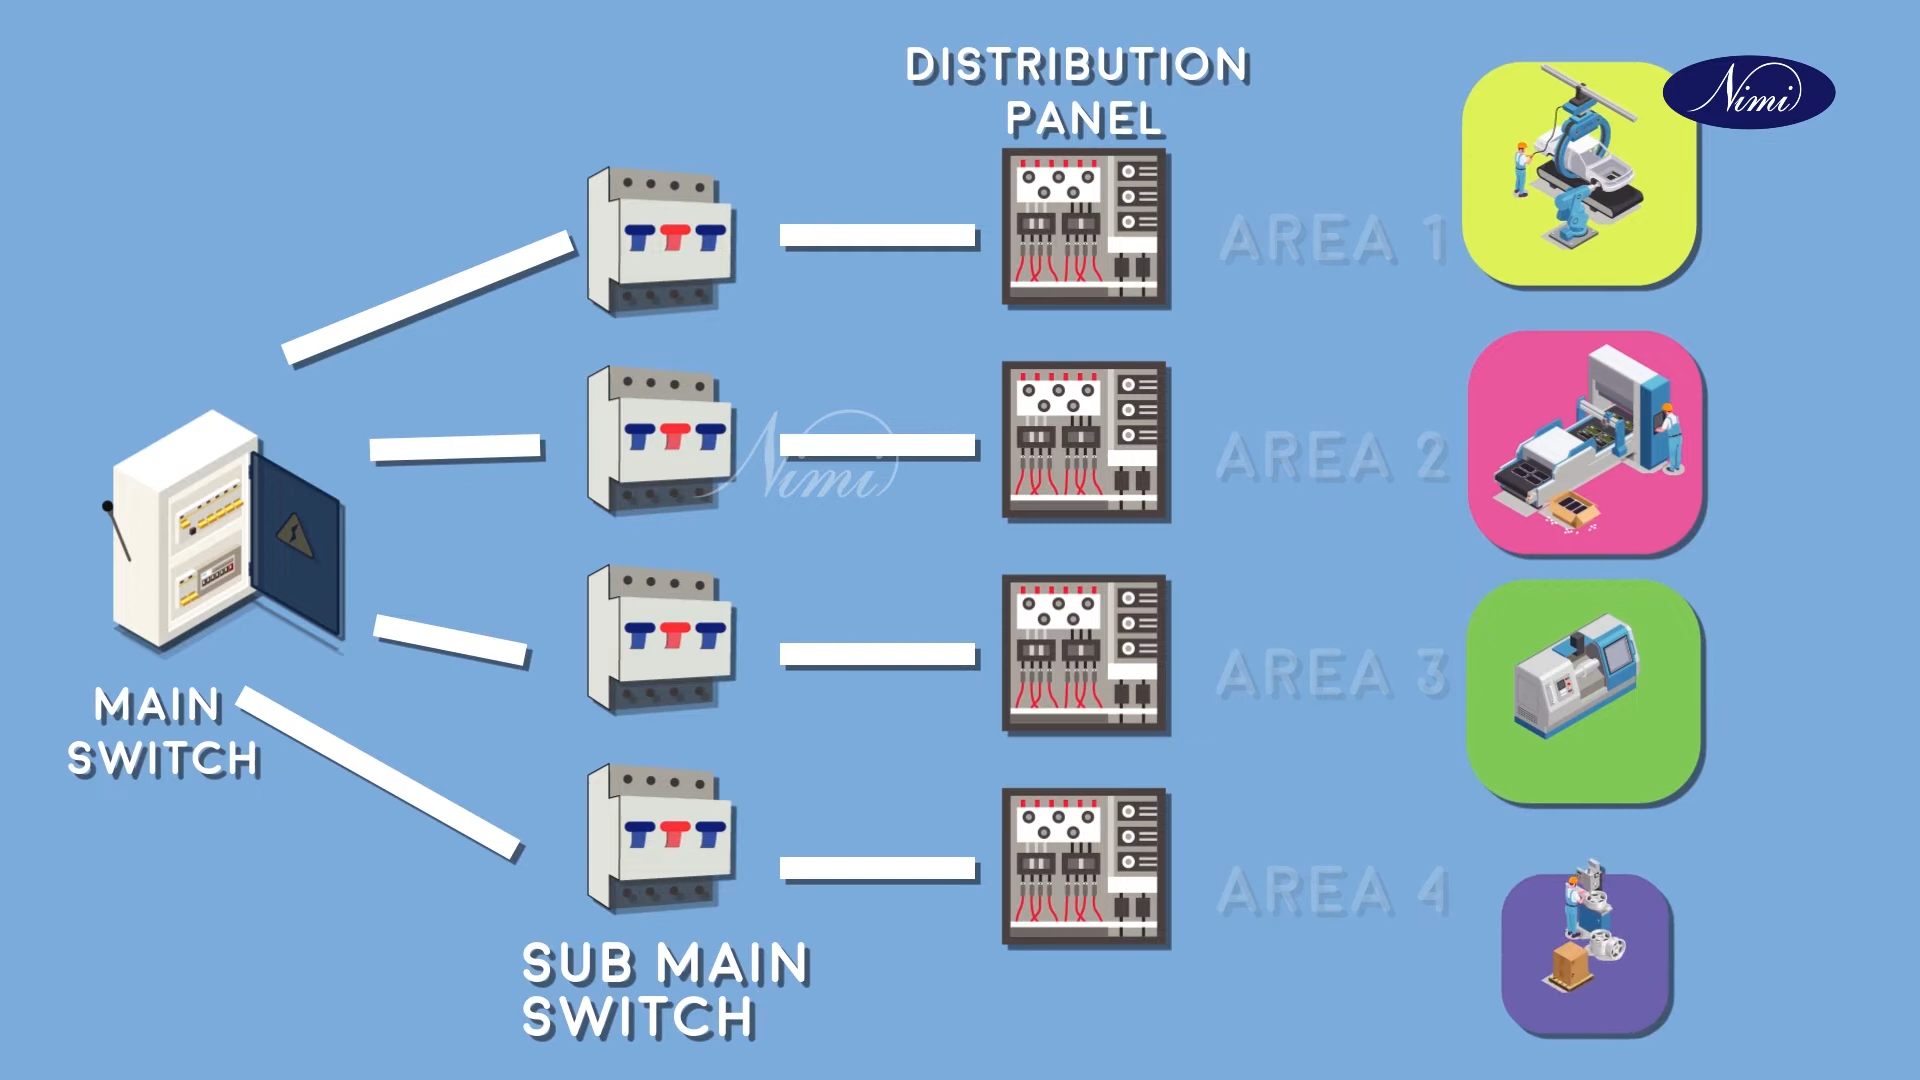 DISTRIBUTION
PANEL
Nimi
AREA 1
AREA 2
Nimi
AREA 3
MAIN
SWITCH
AREA 4
SUB MAIN
SWITCH